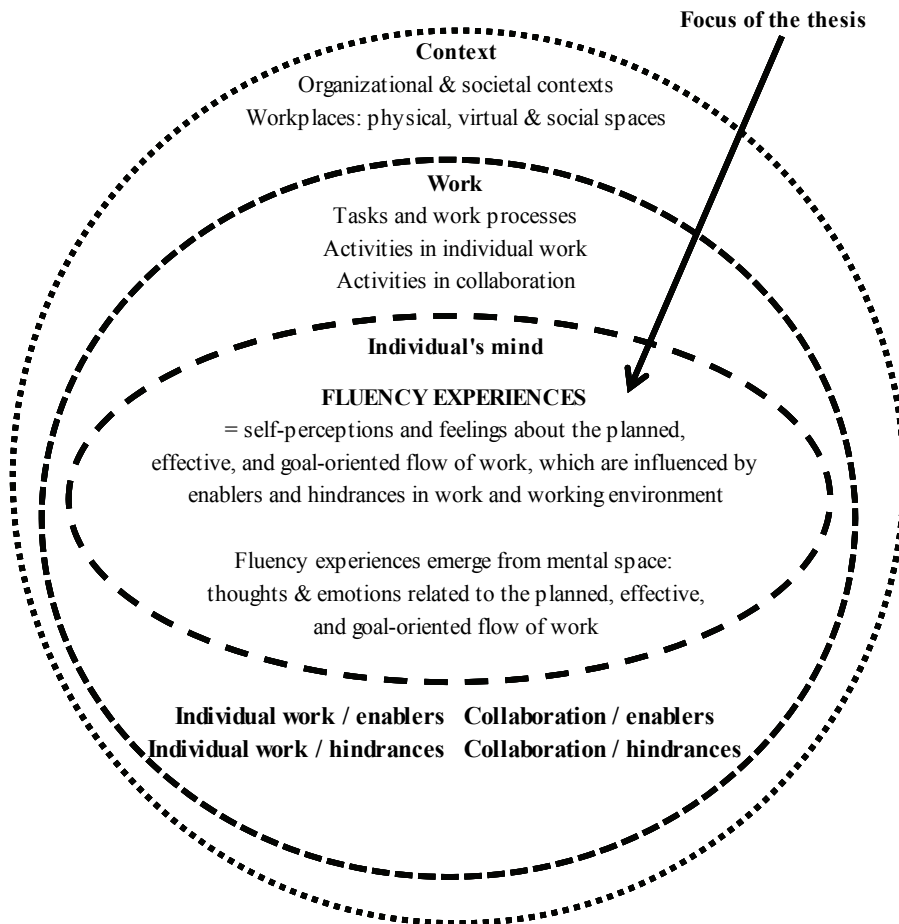 Focus of the thesis
Context
Organizational & societal contexts
Workplaces: physical, virtual & social spaces
Work
Tasks and work processes
Activities in individual work
Activities in collaboration
Individual's mind
FLUENCY EXPERIENCES
= self-perceptions and feelings about the planned,
effective, and goal-oriented flow of work, which are influenced by
enablers and hindrances in work and working environment
Fluency experiences emerge from mental space:
thoughts & emotions related to the planned, effective,
and goal-oriented flow of work
Individual work / enablers Collaboration / enablers
Individual work / hindrances Collaboration / hindrances